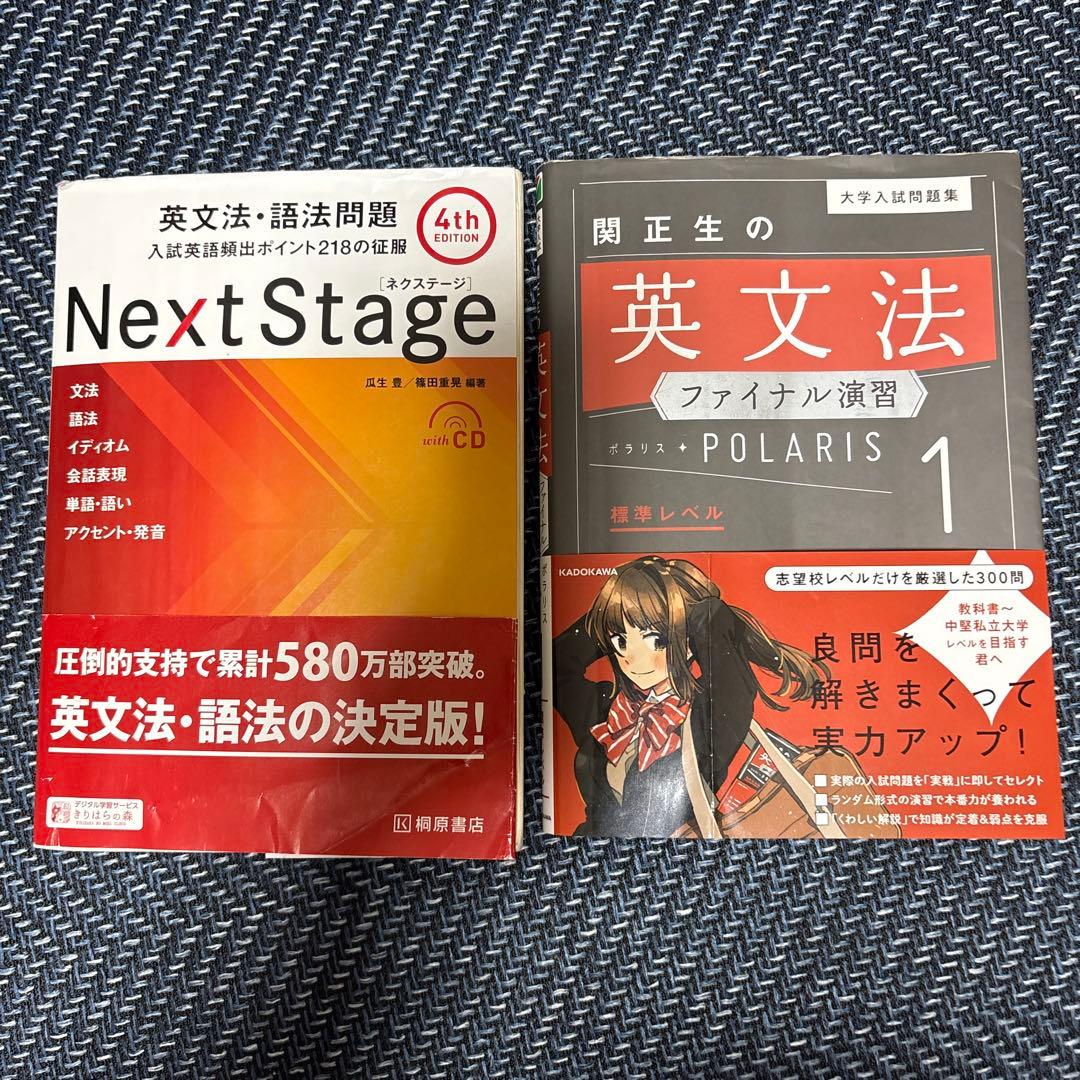 英文法・語法問題
入試英語頻出ポイント218の征服
4th
EDITION
[ネクステージ]
Next Stage
瓜生 豊／篠田重晃 編著
with CD
文法
語法
イディオム
会話表現
単語・語い
アクセント・発音
圧倒的支持で累計580万部突破。
英文法・語法の決定版!
デジタル学習サービス
きりはらの森
桐原書店
大学入試問題集
関正生の
英文法
ファイナル演習
ポラリス+POLARIS 1
標準レベル
英文法
ポラリス
KADOKAWA
志望校レベルだけを厳選した300問
教科書〜
中堅私立大学
レベルを目指す
君へ
良問を
解きまくって
実力アップ!
■実際の入試問題を「実戦」に即してセレクト
■ランダム形式の演習で本番力が養われる
■「くわしい解説」で知識が定着&弱点を克服